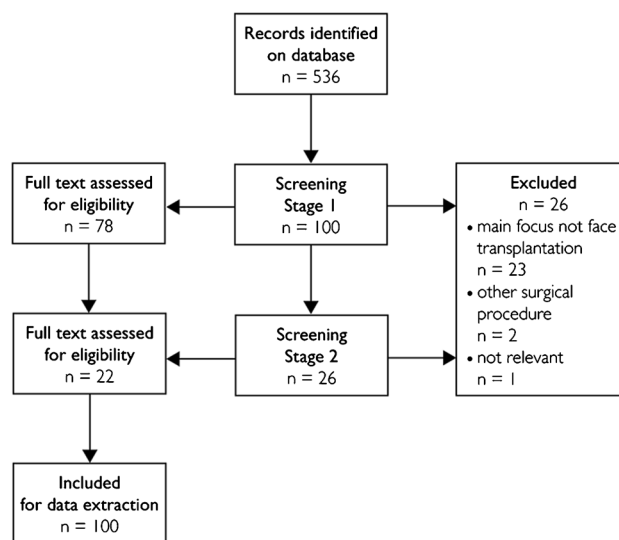 Records identified
on database
n = 536
Full text assessed
for eligibility
n = 78
Screening
Stage 1
n = 100
Excluded
n = 26
• main focus not face
transplantation
n = 23
• other surgical
procedure
n = 2
• not relevant
n = 1
Full text assessed
for eligibility
n = 22
Screening
Stage 2
n = 26
Included
for data extraction
n = 100